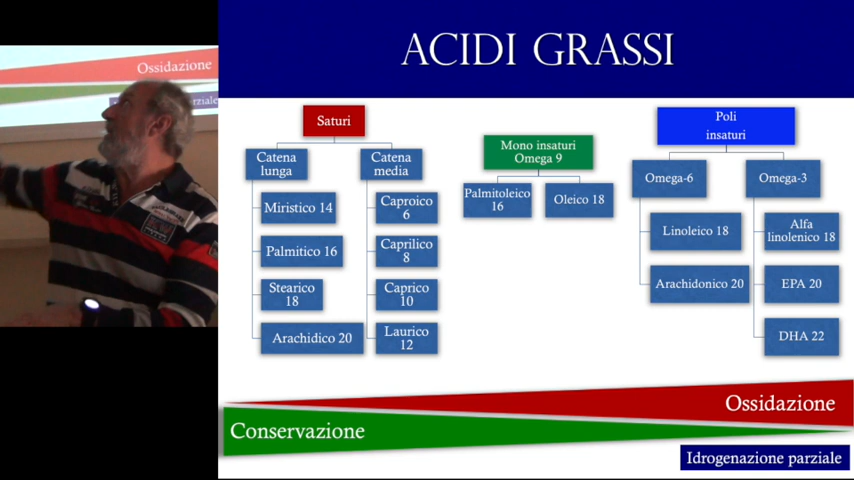 ACIDI GRASSI
Ossidazione
parziale
Saturi
Catena
lunga
Miristico 14
Palmitico 16
Stearico
18
Arachidico 20
Catena
media
Caproico
6
Caprilico
8
Caprico
10
Laurico
12
Mono insaturi
Omega 9
Palmitoleico
16
Oleico 18
Poli
insaturi
Omega-6
Linoleico 18
Arachidonico 20
Omega-3
Alfa
linolenico 18
EPA 20
DHA 22
Ossidazione
Conservazione
Idrogenazione parziale